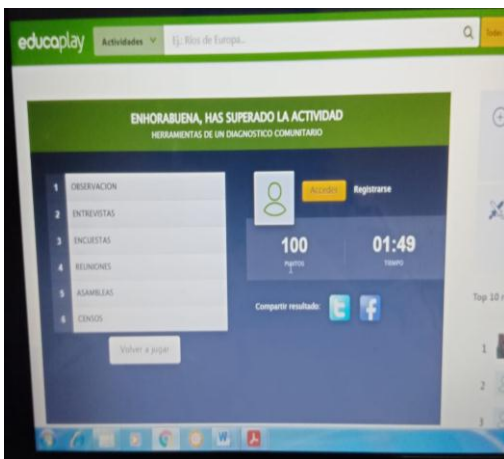 educaplay Actividades Ej: Ríos de Europa...
ENHORABUENA, HAS SUPERADO LA ACTIVIDAD
HERRAMIENTAS DE UN DIAGNOSTICO COMUNITARIO
1 OBSERVACION
2 ENTREVISTAS
3 ENCUESTAS
4 REUNIONES
5 ASAMBLEAS
6 CENSOS
Volver a jugar
Acceder Registrarse
100 01:49
PUNTOS TIEMPO
Compartir resultado:
Top 10 r
1
2
3